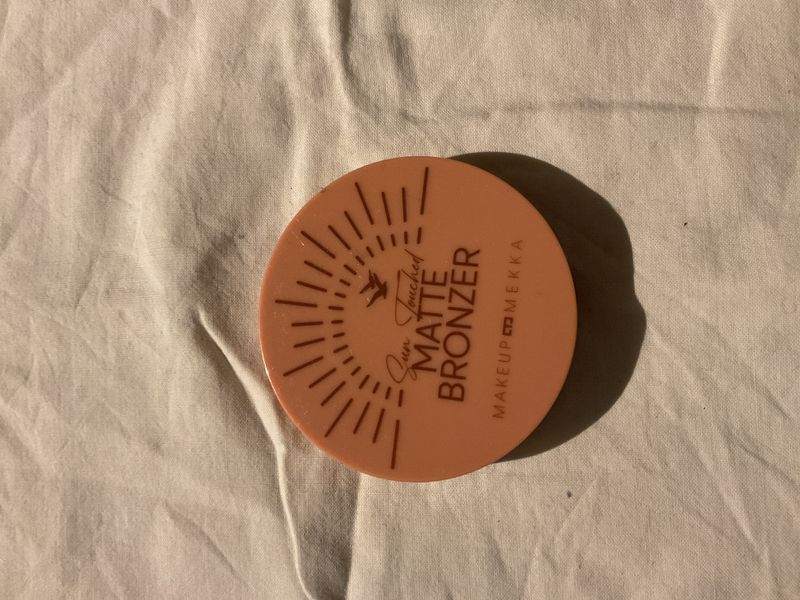 Sun Touched
MATTE
BRONZER
MAKEUP MEKKA